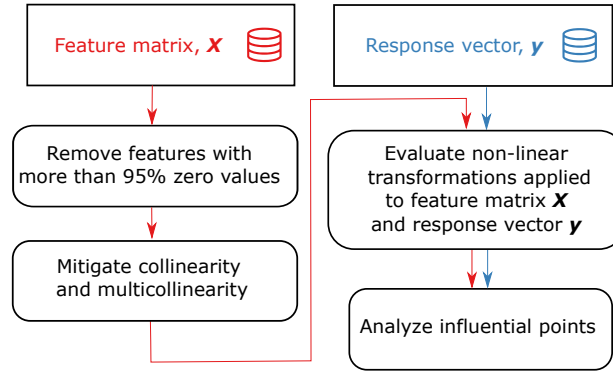 Feature matrix, X
Remove features with
more than 95% zero values
Mitigate collinearity
and multicollinearity
Response vector, y
Evaluate non-linear
transformations applied
to feature matrix X
and response vector y
Analyze influential points